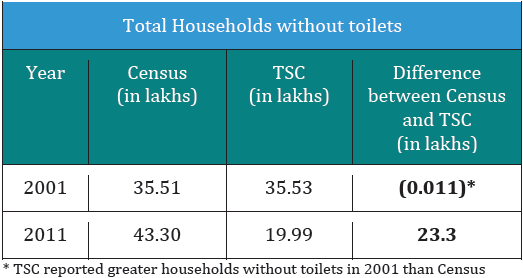 Total Households without toilets
Year Census TSC Difference
(in lakhs) (in lakhs) between Census
and TSC
(in lakhs)
2001 35.51 35.53 (0.011)*
2011 43.30 19.99 23.3
* TSC reported greater households without toilets in 2001 than Census